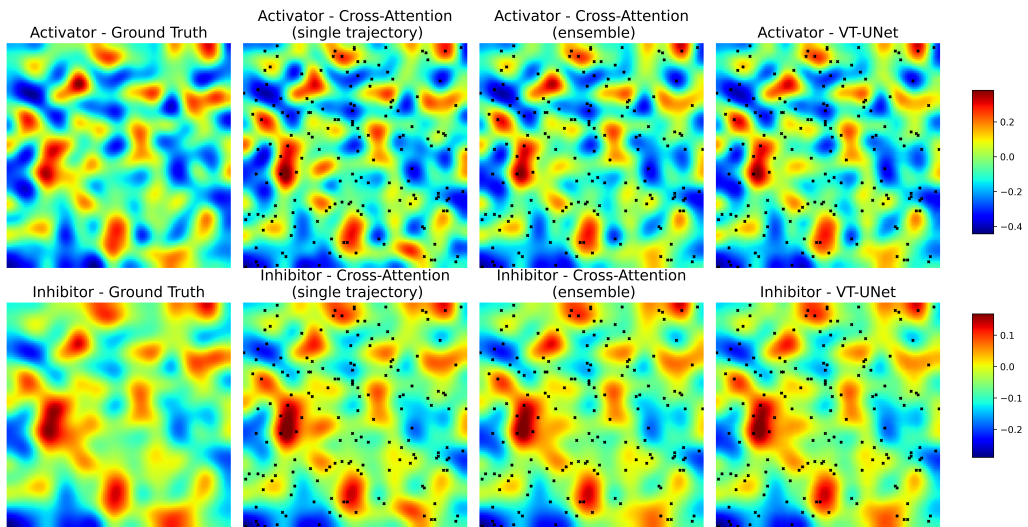 Activator - Ground Truth
Activator - Cross-Attention
(single trajectory)
Activator - Cross-Attention
(ensemble)
Activator - VT-UNet
0.2
0.0
−0.2
−0.4
Inhibitor - Ground Truth
Inhibitor - Cross-Attention
(single trajectory)
Inhibitor - Cross-Attention
(ensemble)
Inhibitor - VT-UNet
0.1
0.0
−0.1
−0.2